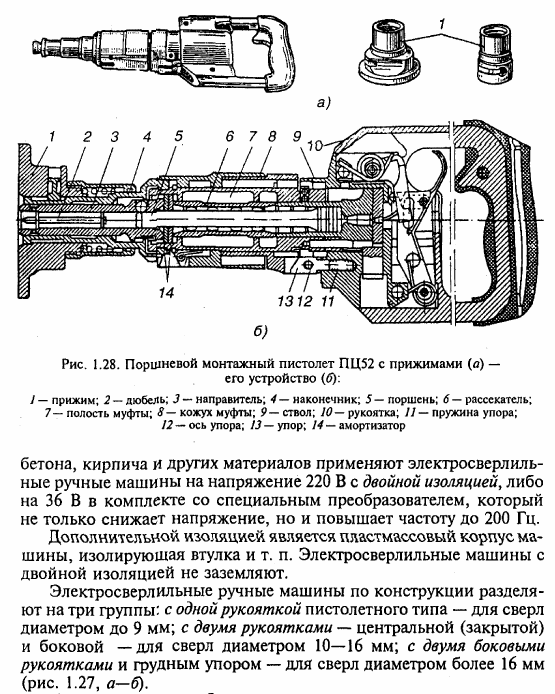 1
а)
1 2 3 4 5 6 7 8 9 10
14
13 12 11
б)
Рис. 1.28. Поршневой монтажный пистолет ПЦ52 с прижимами (а) —
его устройство (б):
1 — прижим; 2 — дюбель; 3 — направитель; 4 — наконечник; 5 — поршень; 6 — рассекатель;
7 — полость муфты; 8 — кожух муфты; 9 — ствол; 10 — рукоятка; 11 — пружина упора;
12 — ось упора; 13 — упор; 14 — амортизатор
бетона, кирпича и других материалов применяют электросверлиль-
ные ручные машины на напряжение 220 В с двойной изоляцией, либо
на 36 В в комплекте со специальным преобразователем, который
не только снижает напряжение, но и повышает частоту до 200 Гц.
Дополнительной изоляцией является пластмассовый корпус ма-
шины, изолирующая втулка и т. п. Электросверлильные машины с
двойной изоляцией не заземляют.
Электросверлильные ручные машины по конструкции разделя-
ют на три группы: с одной рукояткой пистолетного типа — для сверл
диаметром до 9 мм; с двумя рукоятками — центральной (закрытой)
и боковой — для сверл диаметром 10—16 мм; с двумя боковыми
рукоятками и грудным упором — для сверл диаметром более 16 мм
(рис. 1.27, а—б).